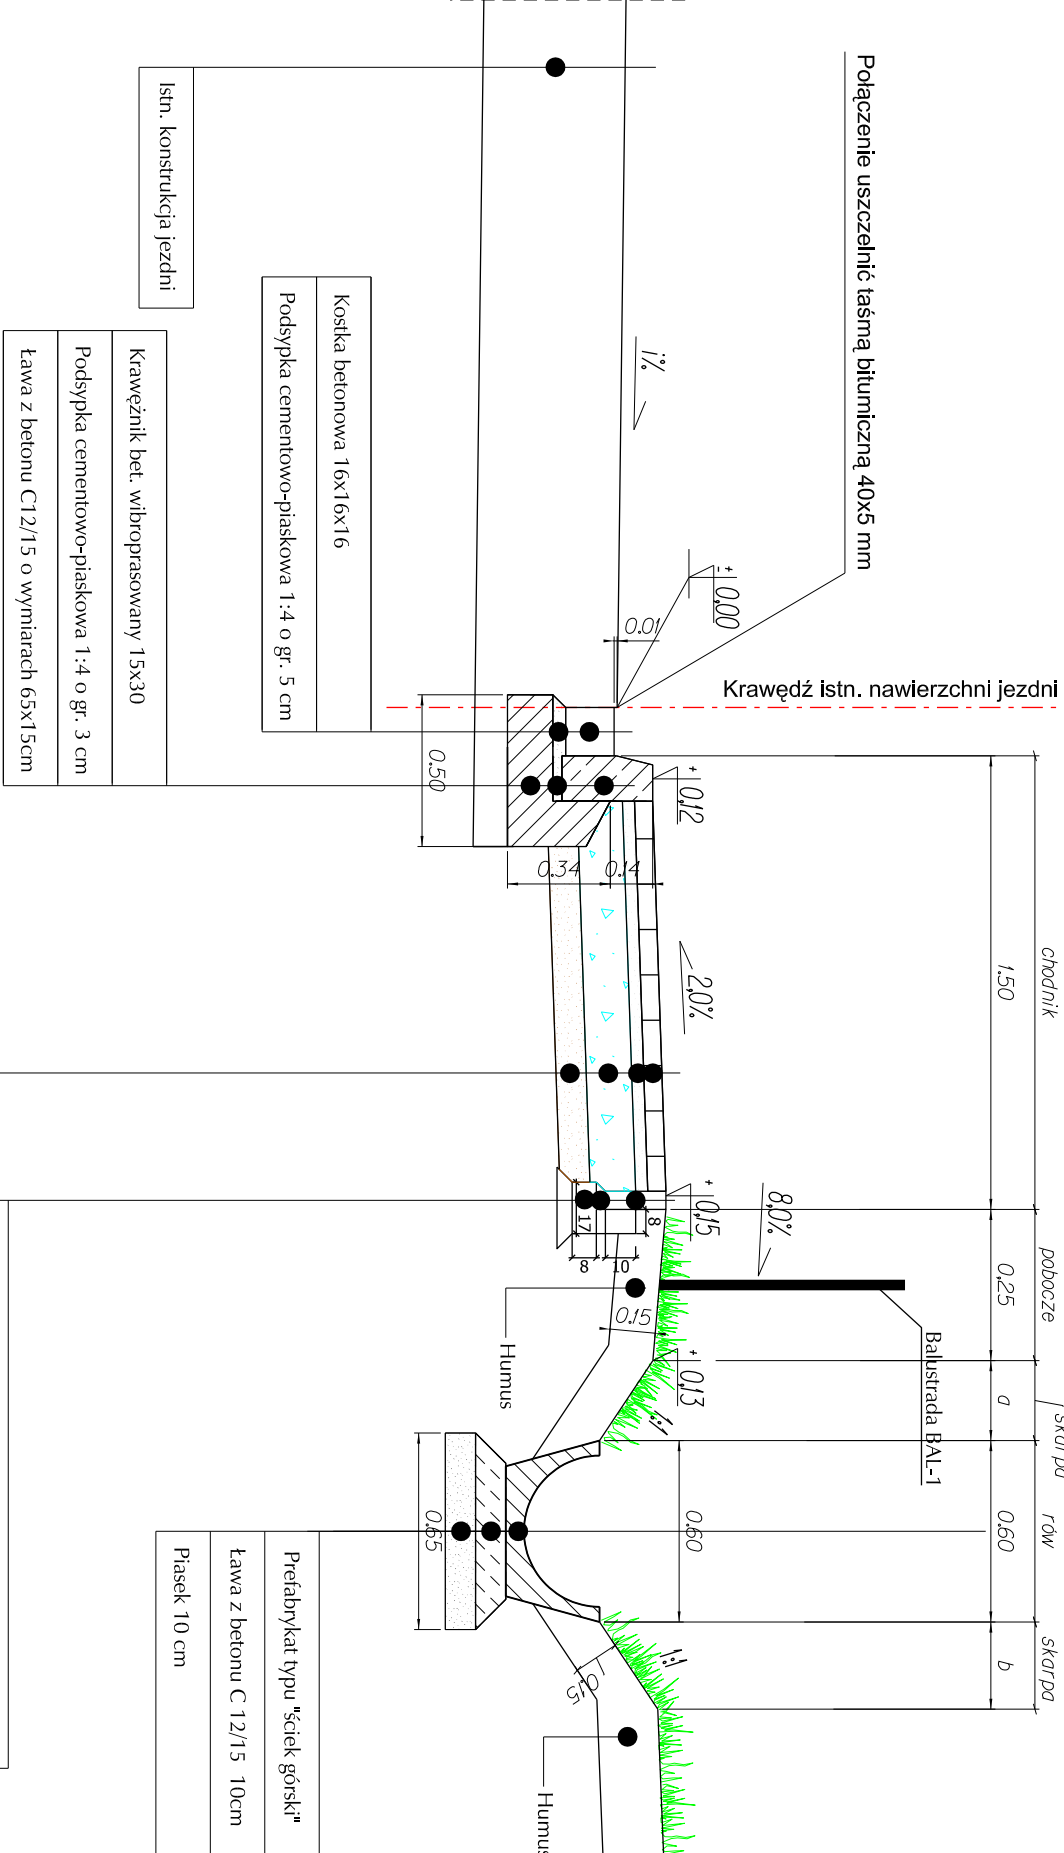 Połączenie uszczelnić taśmą bitumiczną 40x5 mm
Krawędź istn. nawierzchni jezdni
chodnik
pobocze
skarpa
rów
skarpa
1.50
0,25
a
0.60
b
i%
± 0,00
0.01
+ 0,12
2,0%
+ 0,15
8,0%
+ 0,13
Balustrada BAL-1
1:1
0.60
1:1
0.50
0.34
0.14
17
8
8
10
0.15
0.15
0.65
Humus
Humus
Istn. konstrukcja jezdni
Kostka betonowa 16x16x16
Podsypka cementowo-piaskowa 1:4 o gr. 5 cm
Krawężnik bet. wibroprasowany 15x30
Podsypka cementowo-piaskowa 1:4 o gr. 3 cm
Ława z betonu C12/15 o wymiarach 65x15cm
Prefabrykat typu "ściek górski"
Ława z betonu C 12/15 10cm
Piasek 10 cm